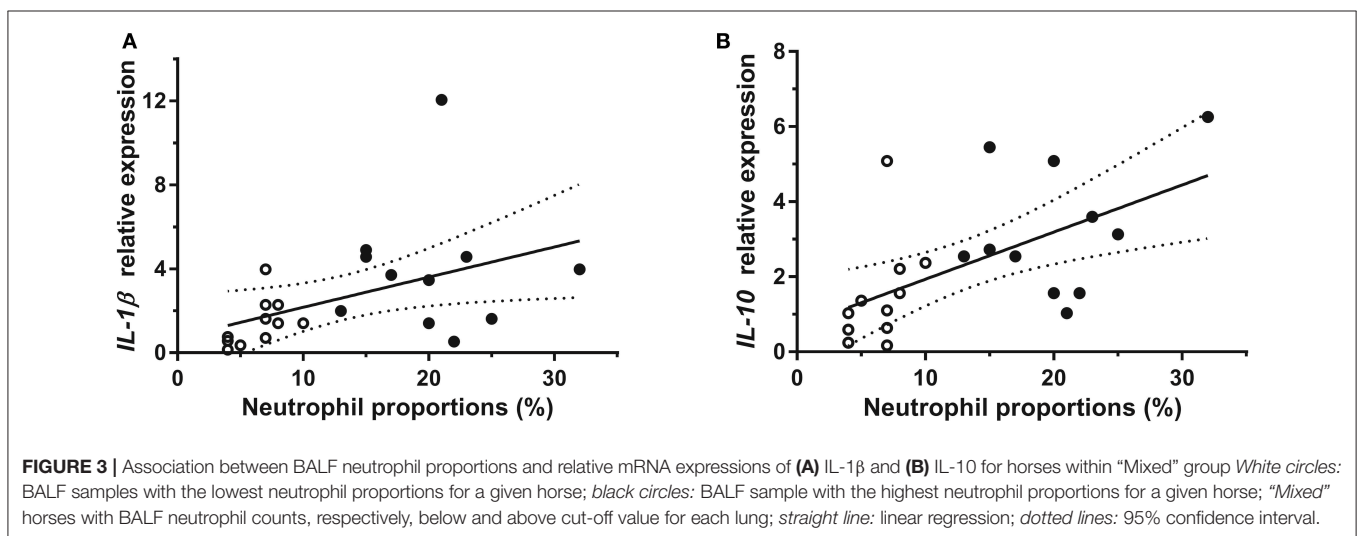 A
IL-1β relative expression
12
8
4
0
0 10 20 30
Neutrophil proportions (%)
B
IL-10 relative expression
8
6
4
2
0
0 10 20 30
Neutrophil proportions (%)
FIGURE 3 | Association between BALF neutrophil proportions and relative mRNA expressions of (A) IL-1β and (B) IL-10 for horses within “Mixed” group White circles:
BALF samples with the lowest neutrophil proportions for a given horse; black circles: BALF sample with the highest neutrophil proportions for a given horse; “Mixed”
horses with BALF neutrophil counts, respectively, below and above cut-off value for each lung; straight line: linear regression; dotted lines: 95% confidence interval.